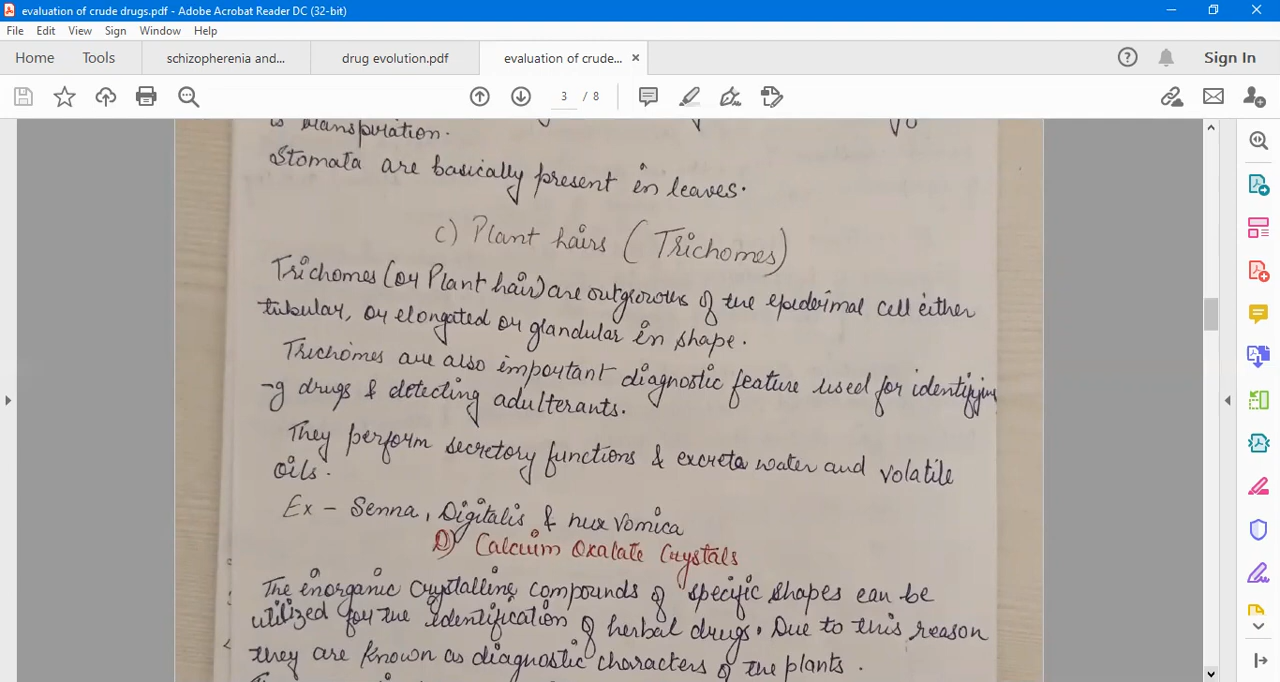 evaluation of crude drugs.pdf - Adobe Acrobat Reader DC (32-bit)
File Edit View Sign Window Help
Home Tools schizopherenia and... drug evolution.pdf evaluation of crude... × Sign In
3 / 8
is transpiration.
Stomata are basically present in leaves.
c) Plant hairs (Trichomes)
Trichomes (or Plant hair) are outgrowths of the epidermal cell either
tubular, or elongated or glandular in shape.
Trichomes are also important diagnostic feature used for identifyin
-g drugs & detecting adulterants.
They perform secretory functions & excreta water and volatile
oils.
Ex - Senna, Digitalis & nux vomica
D) Calcium Oxalate Crystals
The inorganic crystalline compounds of specific shapes can be
utilized for the identification of herbal drugs. Due to this reason
they are known as diagnostic characters of the plants.